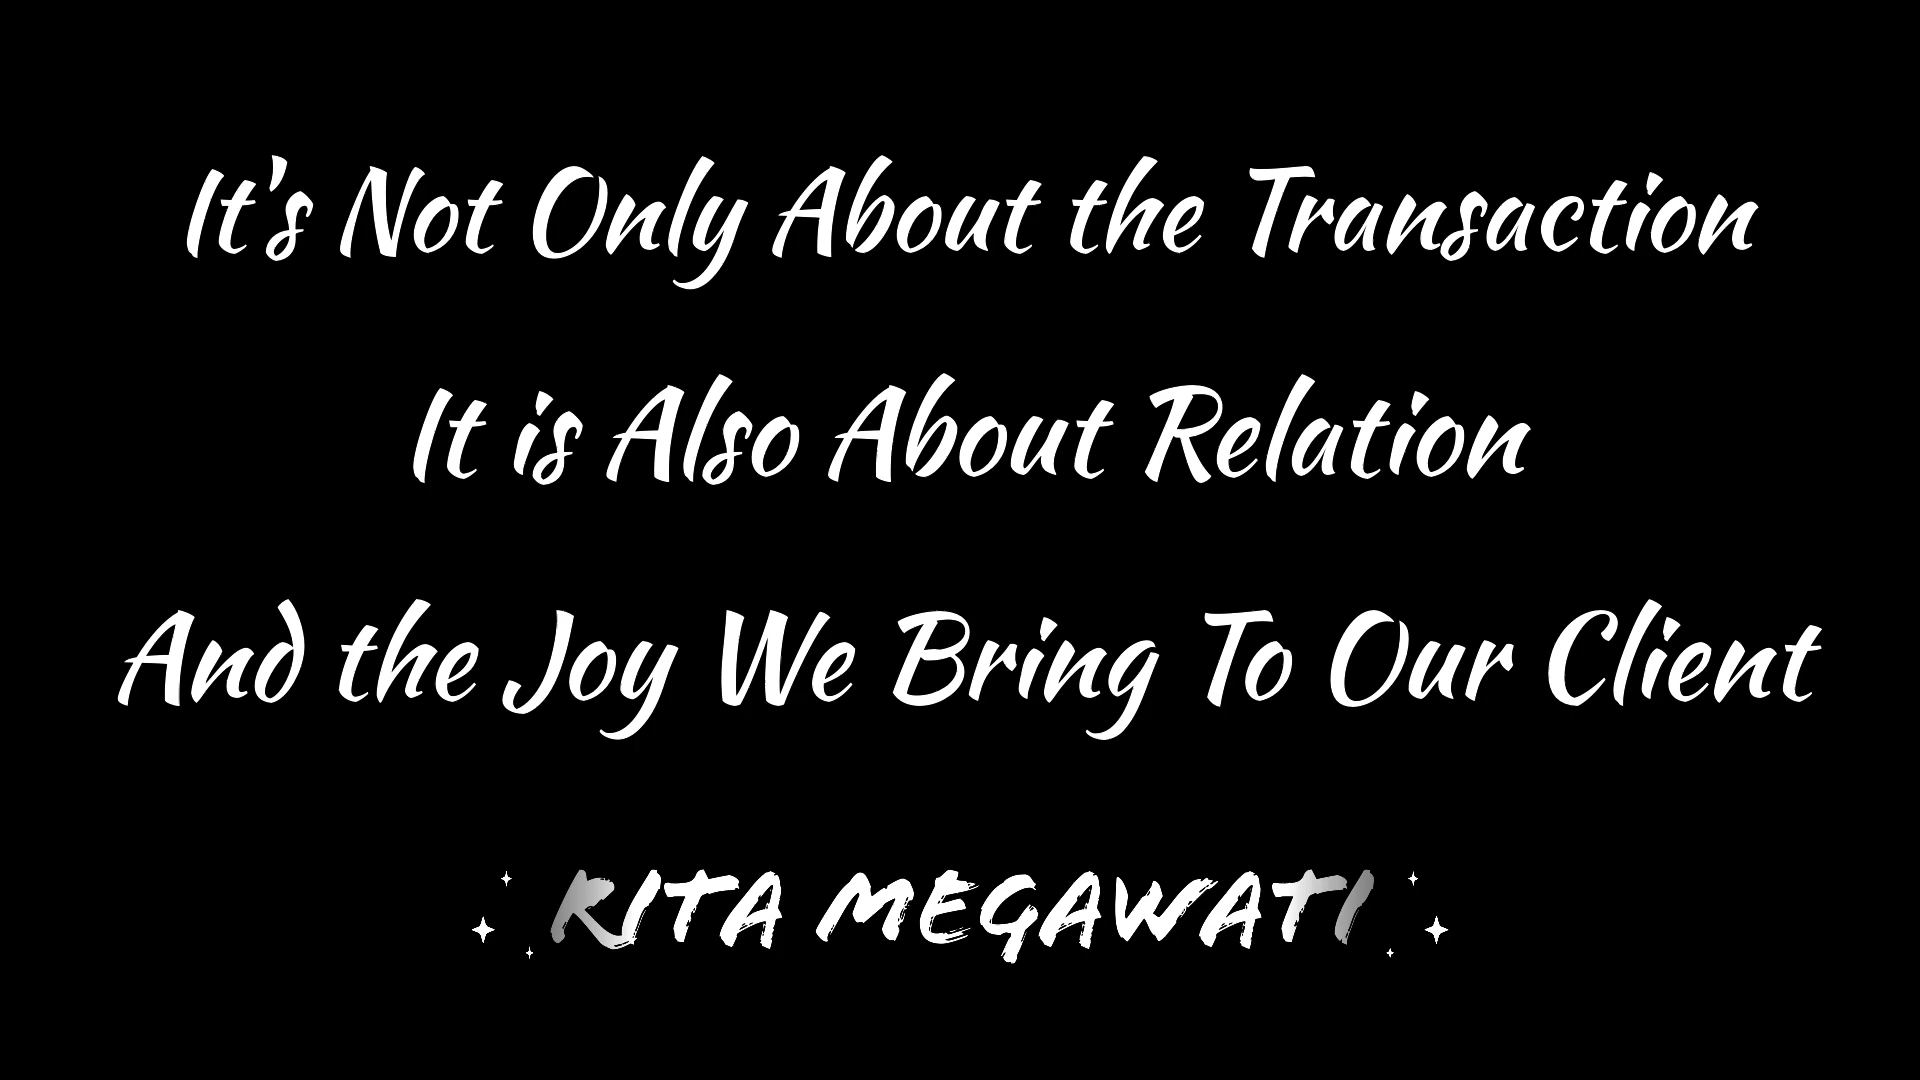 It's Not Only About the Transaction
It is Also About Relation
And the Joy We Bring To Our Client
RITA MEGAWATI